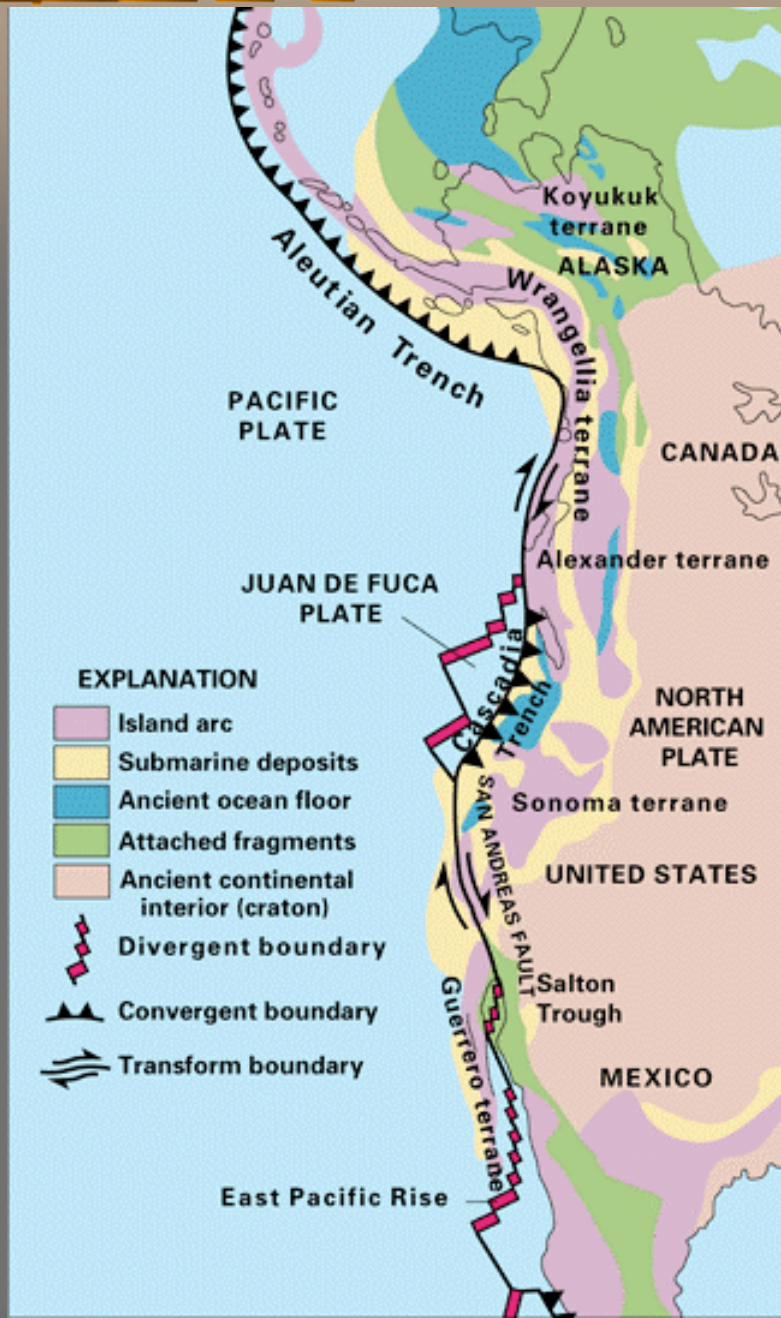 Koyukuk
terrane
ALASKA
Aleutian Trench
Wrangellia terrane
PACIFIC
PLATE
CANADA
Alexander terrane
JUAN DE FUCA
PLATE
Cascadia
Trench
NORTH
AMERICAN
PLATE
EXPLANATION
Island arc
Submarine deposits
Ancient ocean floor
Attached fragments
Ancient continental
interior (craton)
Divergent boundary
Convergent boundary
Transform boundary
Sonoma terrane
SAN ANDREAS FAULT
UNITED STATES
Salton
Trough
Guerrero terrane
MEXICO
East Pacific Rise